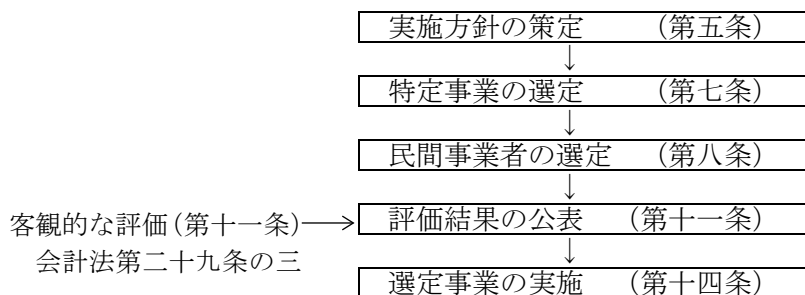 実施方針の策定 （第五条）
↓
特定事業の選定 （第七条）
↓
民間事業者の選定 （第八条）
↓
客観的な評価（第十一条）→評価結果の公表 （第十一条）
会計法第二十九条の三
↓
選定事業の実施 （第十四条）